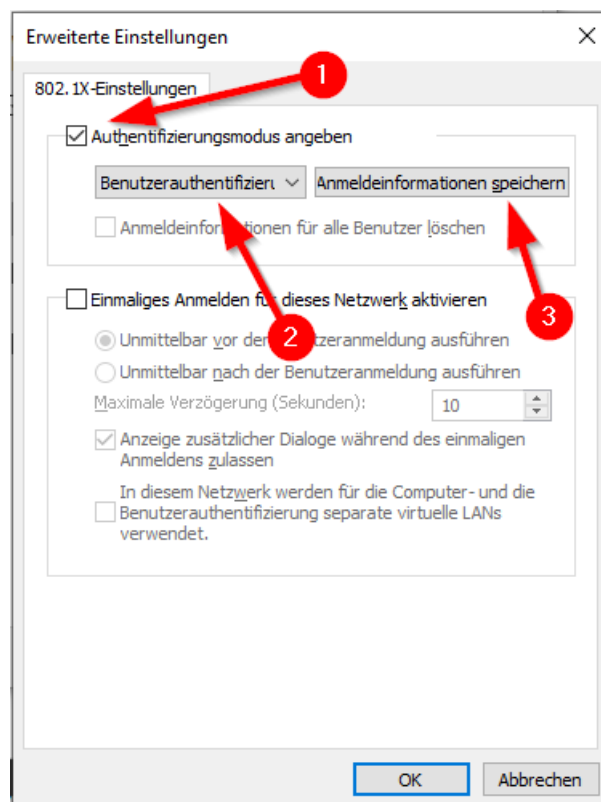 Erweiterte Einstellungen
802.1X-Einstellungen
1
Authentifizierungsmodus angeben
Benutzerauthentifizieru
Anmeldeinformationen speichern
Anmeldeinformationen für alle Benutzer löschen
Einmaliges Anmelden für dieses Netzwerk aktivieren
2
3
Unmittelbar vor der zeranmeldung ausführen
Unmittelbar nach der Benutzeranmeldung ausführen
Maximale Verzögerung (Sekunden):
10
Anzeige zusätzlicher Dialoge während des einmaligen
Anmeldens zulassen
In diesem Netzwerk werden für die Computer- und die
Benutzerauthentifizierung separate virtuelle LANs
verwendet.
OK
Abbrechen